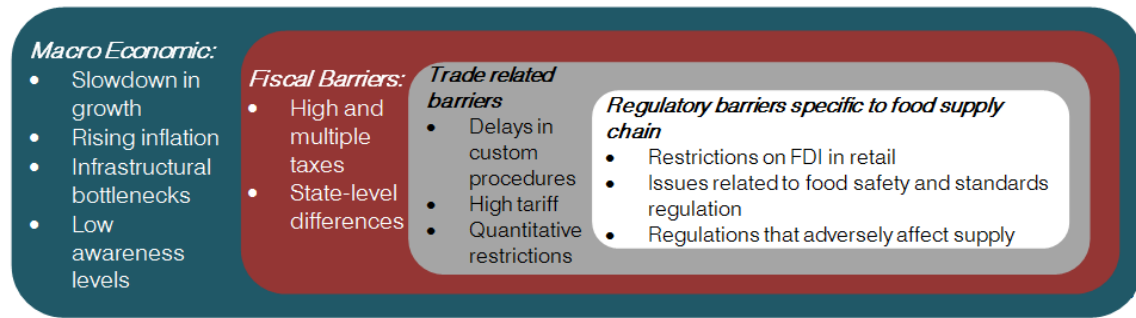 Macro Economic:
• Slowdown in
growth
• Rising inflation
• Infrastructural
bottlenecks
• Low
awareness
levels
Fiscal Barriers:
• High and
multiple
taxes
• State-level
differences
Trade related
barriers
• Delays in
custom
procedures
• High tariff
• Quantitative
restrictions
Regulatory barriers specific to food supply
chain
• Restrictions on FDI in retail
• Issues related to food safety and standards
regulation
• Regulations that adversely affect supply